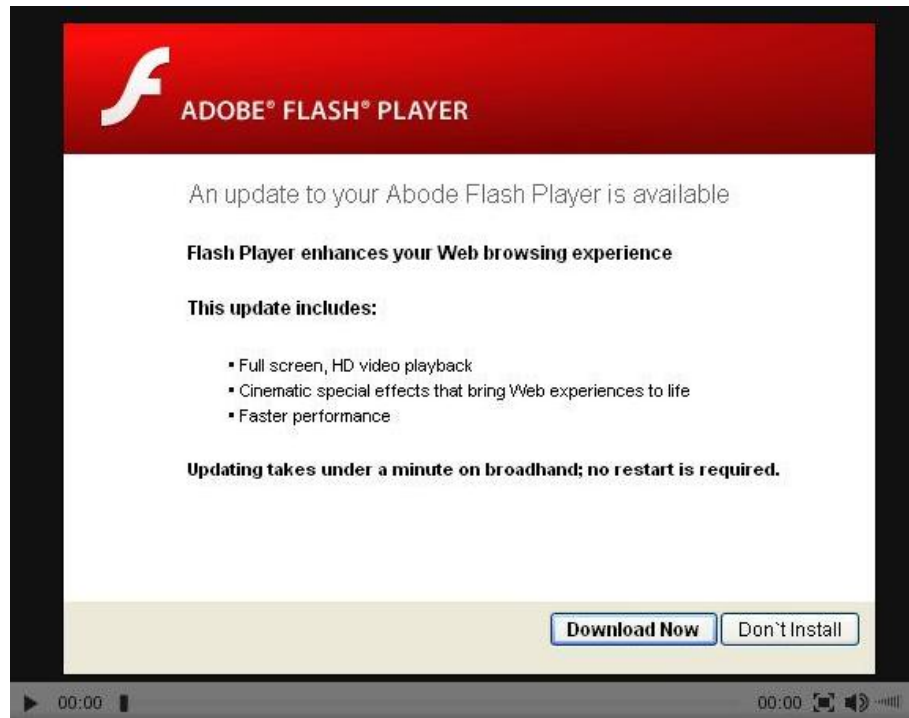 ADOBE® FLASH® PLAYER
An update to your Abode Flash Player is available
Flash Player enhances your Web browsing experience
This update includes:
▪ Full screen, HD video playback
▪ Cinematic special effects that bring Web experiences to life
▪ Faster performance
Updating takes under a minute on broadhand; no restart is required.
Download Now
Don`t Install
00:00
00:00